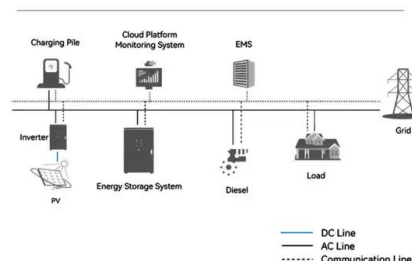 Charging Pile
Cloud Platform
Monitoring System
EMS
Grid
Inverter
PV
Energy Storage System
Diesel
Load
DC Line
AC Line
Communication Line